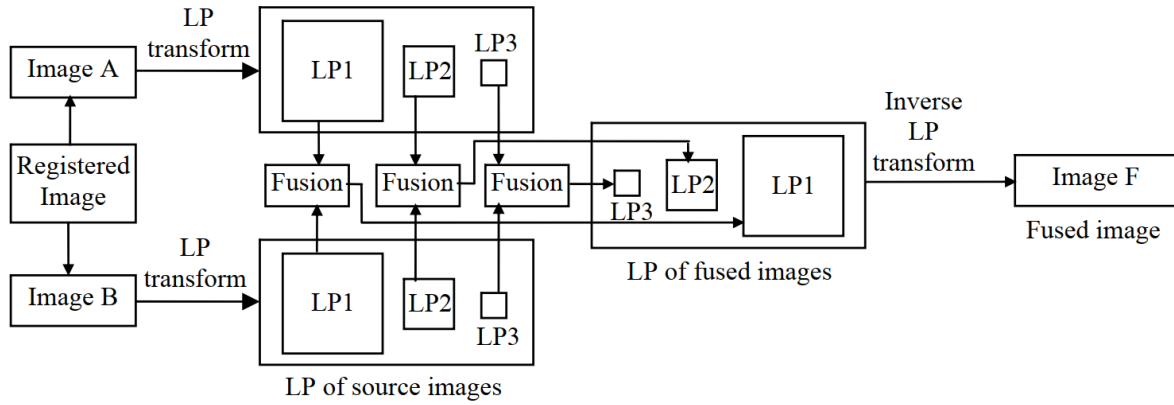 LP
transform
Image A
LP1
LP2
LP3
Registered
Image
Fusion
Fusion
Fusion
LP3
LP2
LP1
LP of fused images
Inverse
LP
transform
Image F
Fused image
LP
transform
Image B
LP1
LP2
LP3
LP of source images